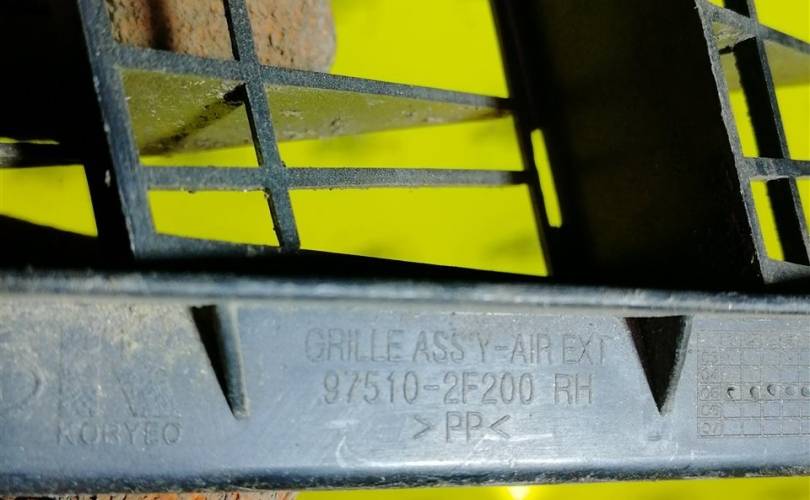 GRILLE ASS'Y-AIR EXT
97510-2F200 RH
>PP<
KORYEO